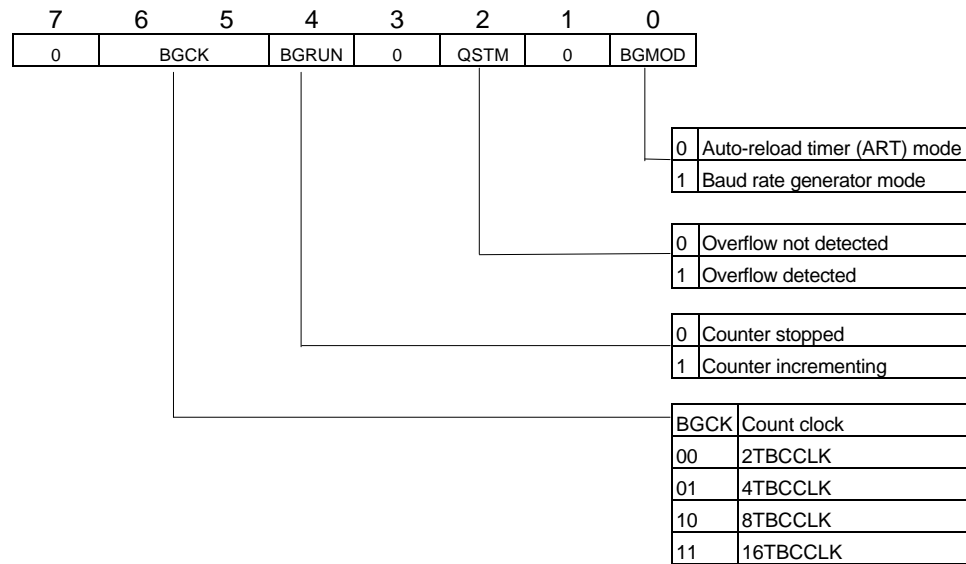 7 6 5 4 3 2 1 0
0 BGCK BGRUN 0 QSTM 0 BGMOD
0 Auto-reload timer (ART) mode
1 Baud rate generator mode
0 Overflow not detected
1 Overflow detected
0 Counter stopped
1 Counter incrementing
BGCK Count clock
00 2TBCCLK
01 4TBCCLK
10 8TBCCLK
11 16TBCCLK